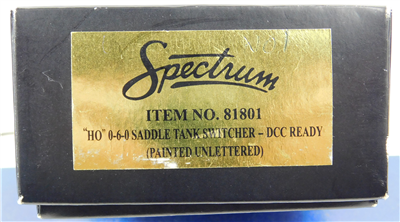 Spectrum
ITEM NO. 81801
"HO" 0-6-0 SADDLE TANK SWITCHER – DCC READY
(PAINTED UNLETTERED)